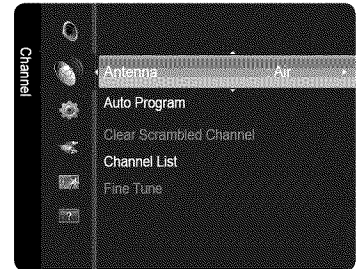 Channel
Antenna Air
Auto Program
Clear Scrambled Channel
Channel List
Fine Tune
?